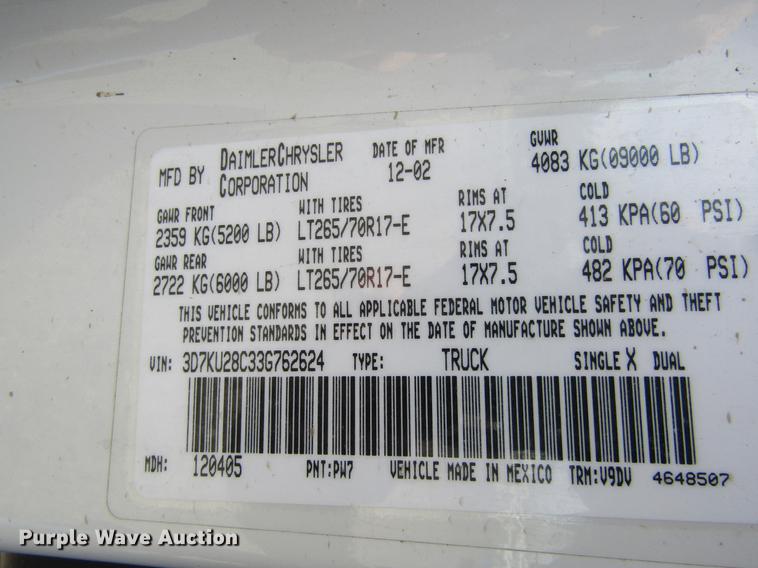 MFD BY DAIMLERCHRYSLER CORPORATION DATE OF MFR 12-02 GVWR 4083 KG(09000 LB)
GAWR FRONT WITH TIRES RIMS AT COLD
2359 KG(5200 LB) LT265/70R17-E 17X7.5 413 KPA(60 PSI)
GAWR REAR WITH TIRES RIMS AT COLD
2722 KG(6000 LB) LT265/70R17-E 17X7.5 482 KPA(70 PSI)
THIS VEHICLE CONFORMS TO ALL APPLICABLE FEDERAL MOTOR VEHICLE SAFETY AND THEFT
PREVENTION STANDARDS IN EFFECT ON THE DATE OF MANUFACTURE SHOWN ABOVE.
VIN: 3D7KU28C33G762624 TYPE: TRUCK SINGLE X DUAL
MDH: 120405 PNT:PW7 VEHICLE MADE IN MEXICO TRM:V9DV 4648507
Purple Wave Auction